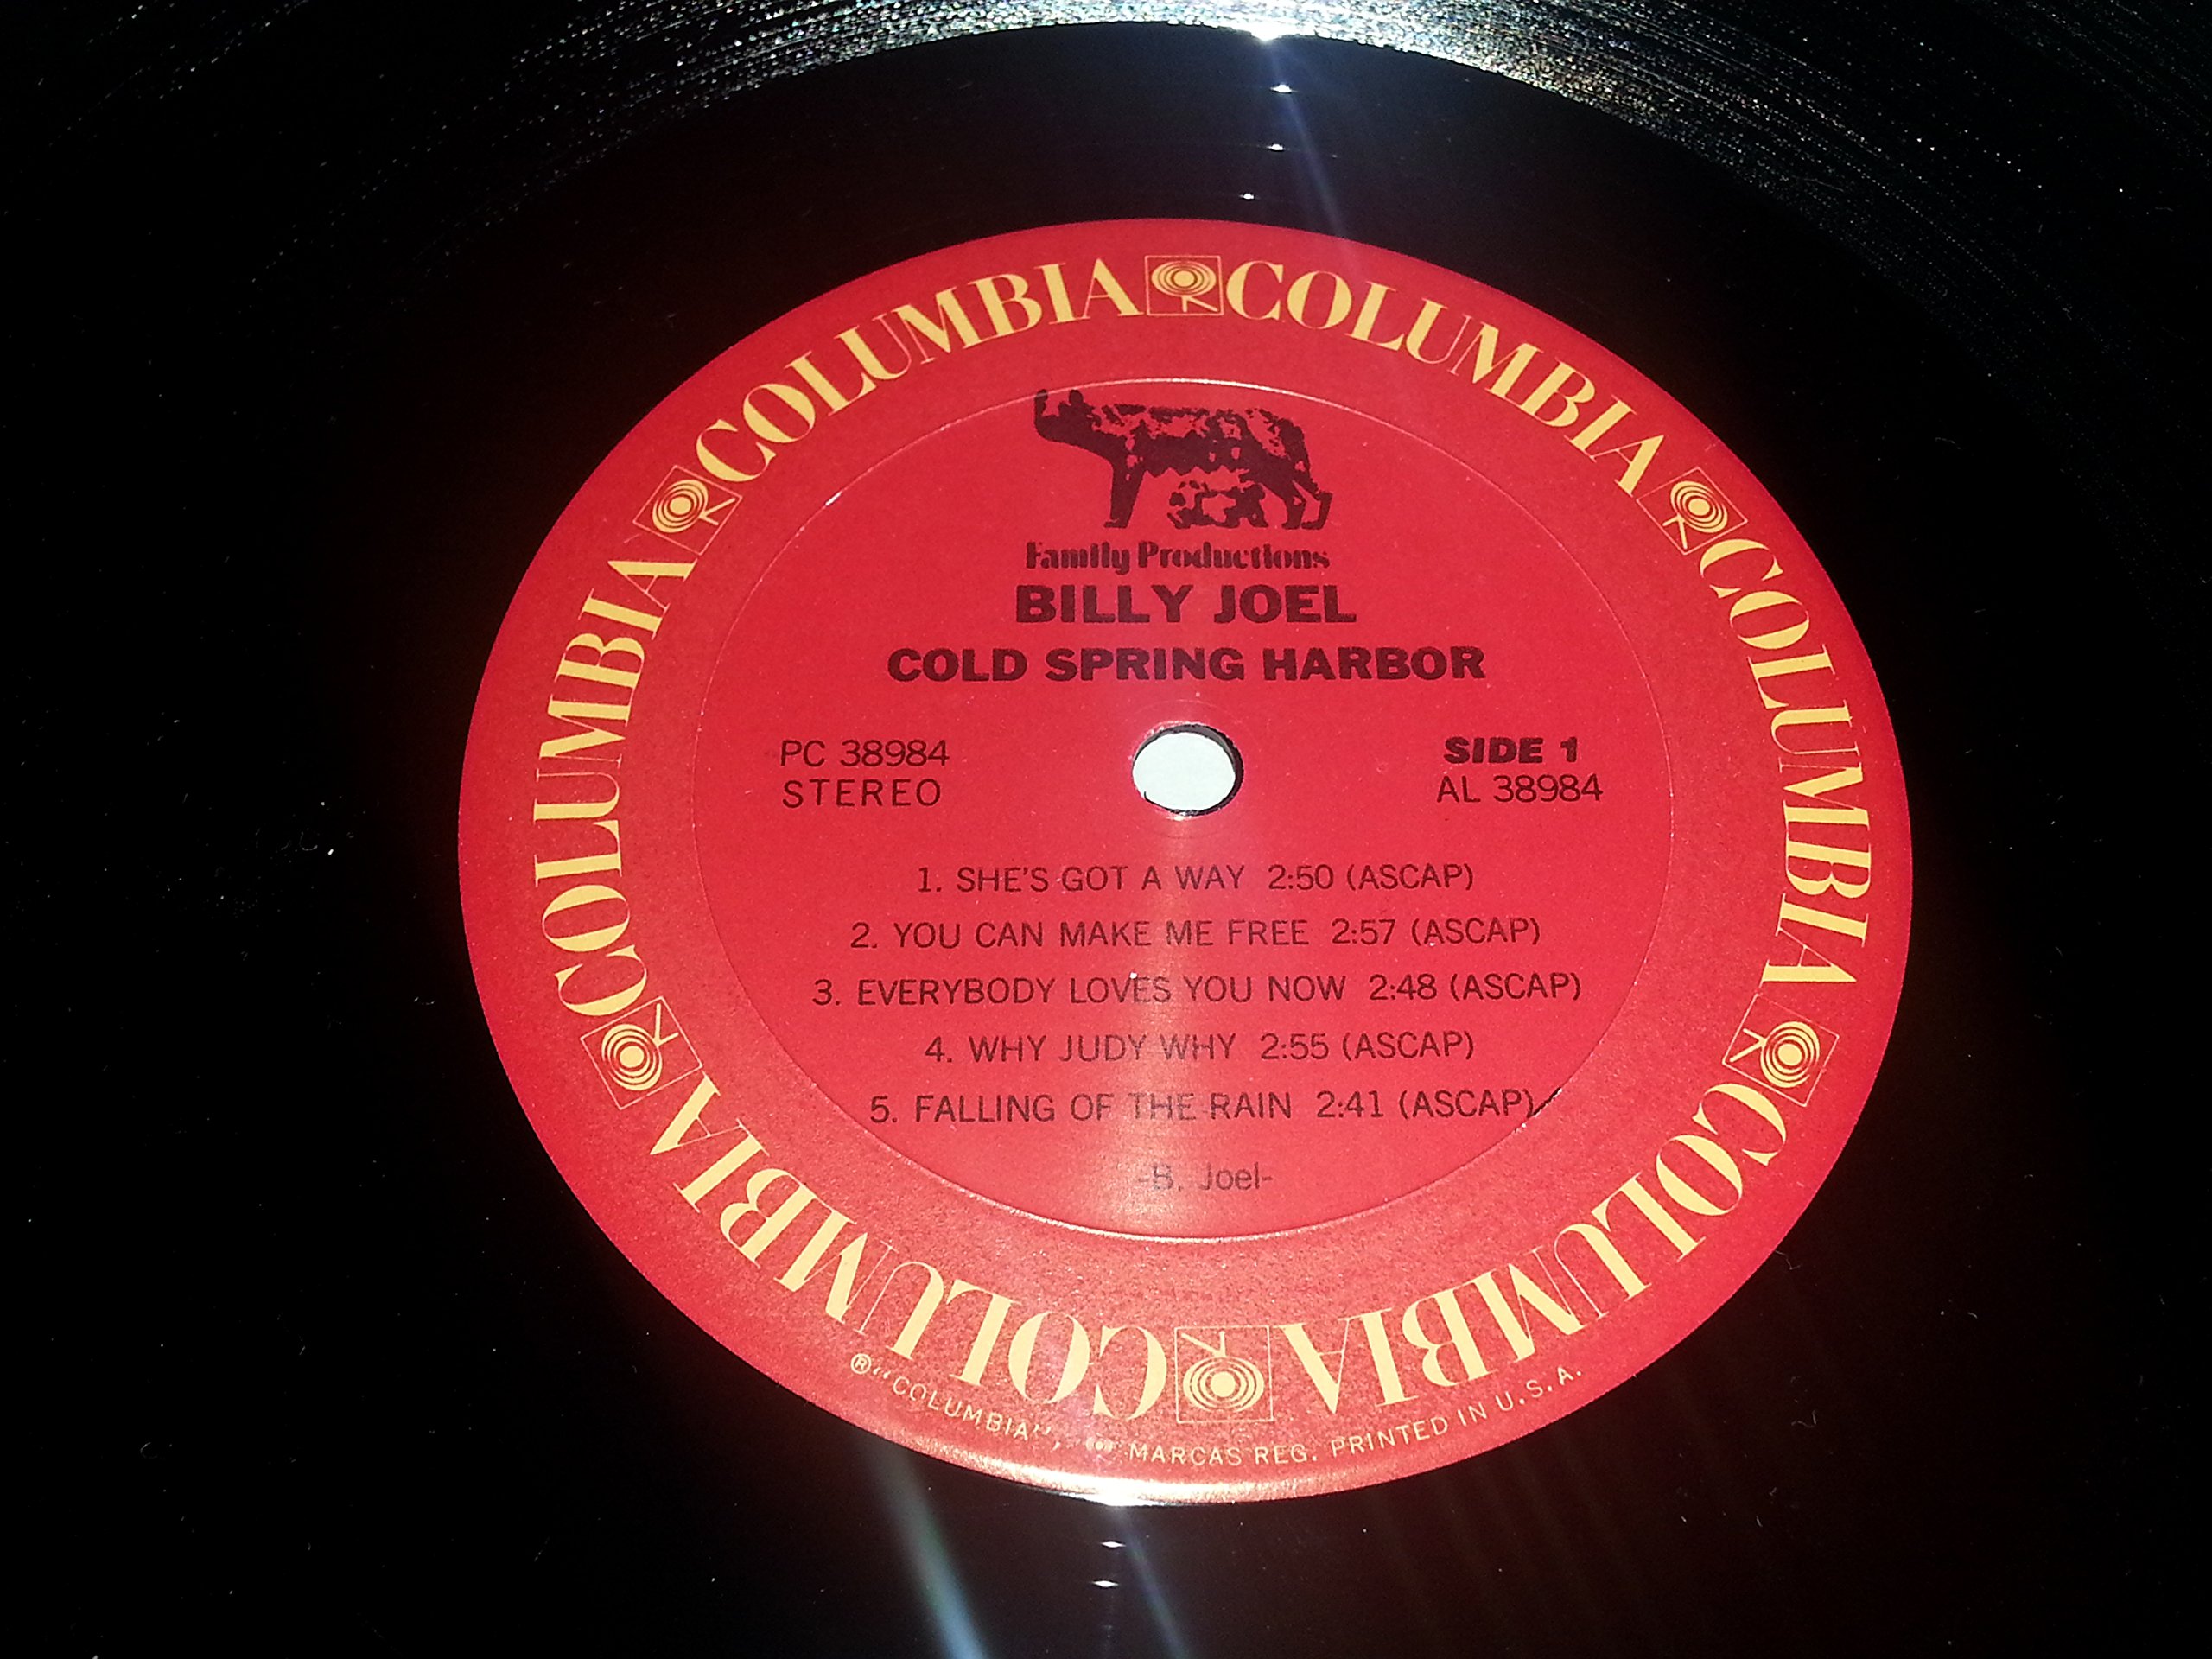 COLUMBIA COLUMBIA COLUMBIA COLUMBIA COLUMBIA COLUMBIA
Family Productions
BILLY JOEL
COLD SPRING HARBOR
PC 38984
STEREO
SIDE 1
AL 38984
1. SHE'S GOT A WAY 2:50 (ASCAP)
2. YOU CAN MAKE ME FREE 2:57 (ASCAP)
3. EVERYBODY LOVES YOU NOW 2:48 (ASCAP)
4. WHY JUDY WHY 2:55 (ASCAP)
5. FALLING OF THE RAIN 2:41 (ASCAP)
-B. Joel-
® "COLUMBIA", MARCAS REG. PRINTED IN U.S.A.